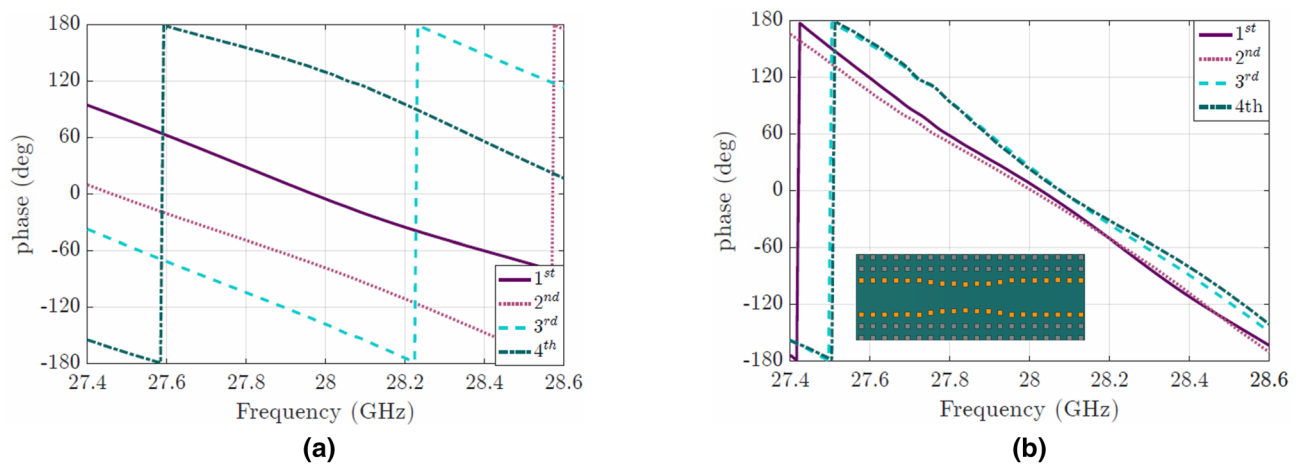 180
120
60
0
-60
-120
-180
phase (deg)
27.4 27.6 27.8 28 28.2 28.4 28.6
Frequency (GHz)
1st
2nd
3rd
4th
(a)
180
120
60
0
-60
-120
-180
phase (deg)
27.4 27.6 27.8 28 28.2 28.4 28.6
Frequency (GHz)
1st
2nd
3rd
4th
(b)